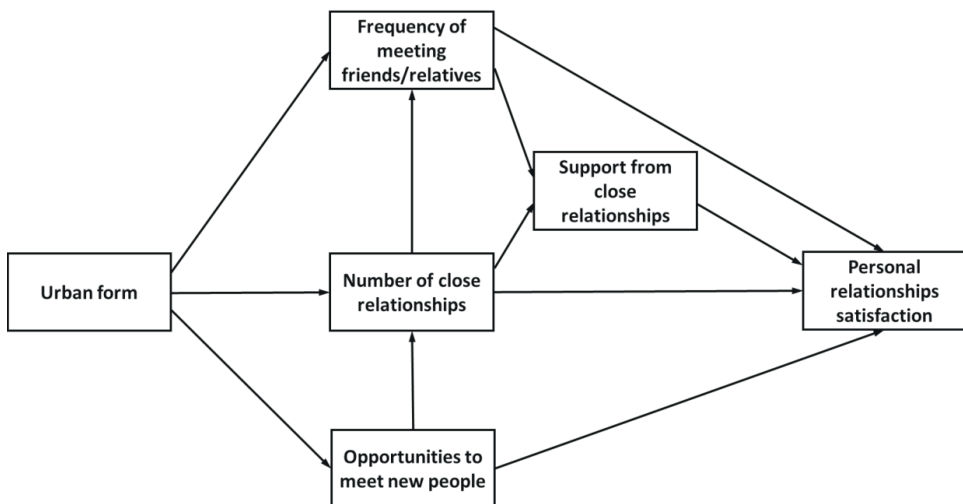 Frequency of
meeting
friends/relatives
Support from
close
relationships
Urban form
Number of close
relationships
Personal
relationships
satisfaction
Opportunities to
meet new people